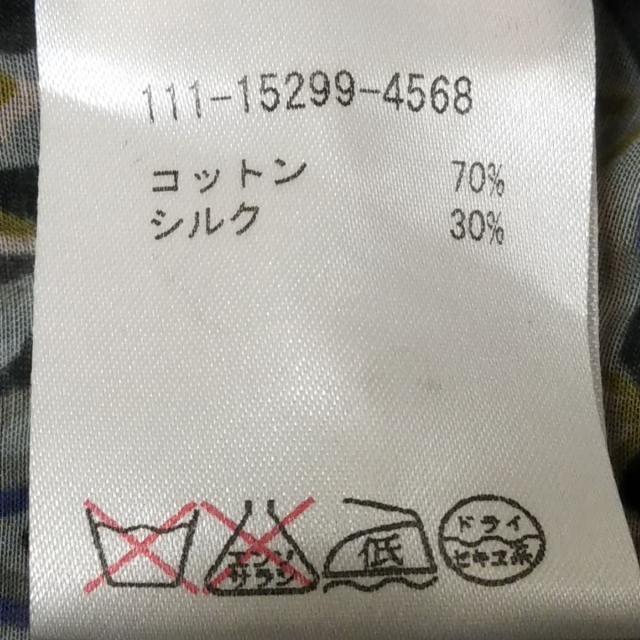 111-15299-4568
コットン 70%
シルク 30%
エンソ
サラシ
低
ドライ
セキユ系